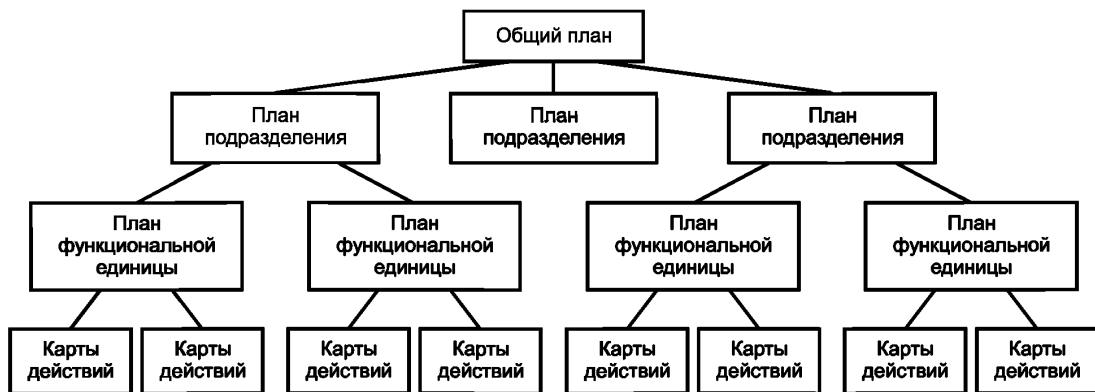 Общий план
План
подразделения
План
подразделения
План
подразделения
План
функциональной
единицы
План
функциональной
единицы
План
функциональной
единицы
План
функциональной
единицы
Карты
действий
Карты
действий
Карты
действий
Карты
действий
Карты
действий
Карты
действий
Карты
действий
Карты
действий